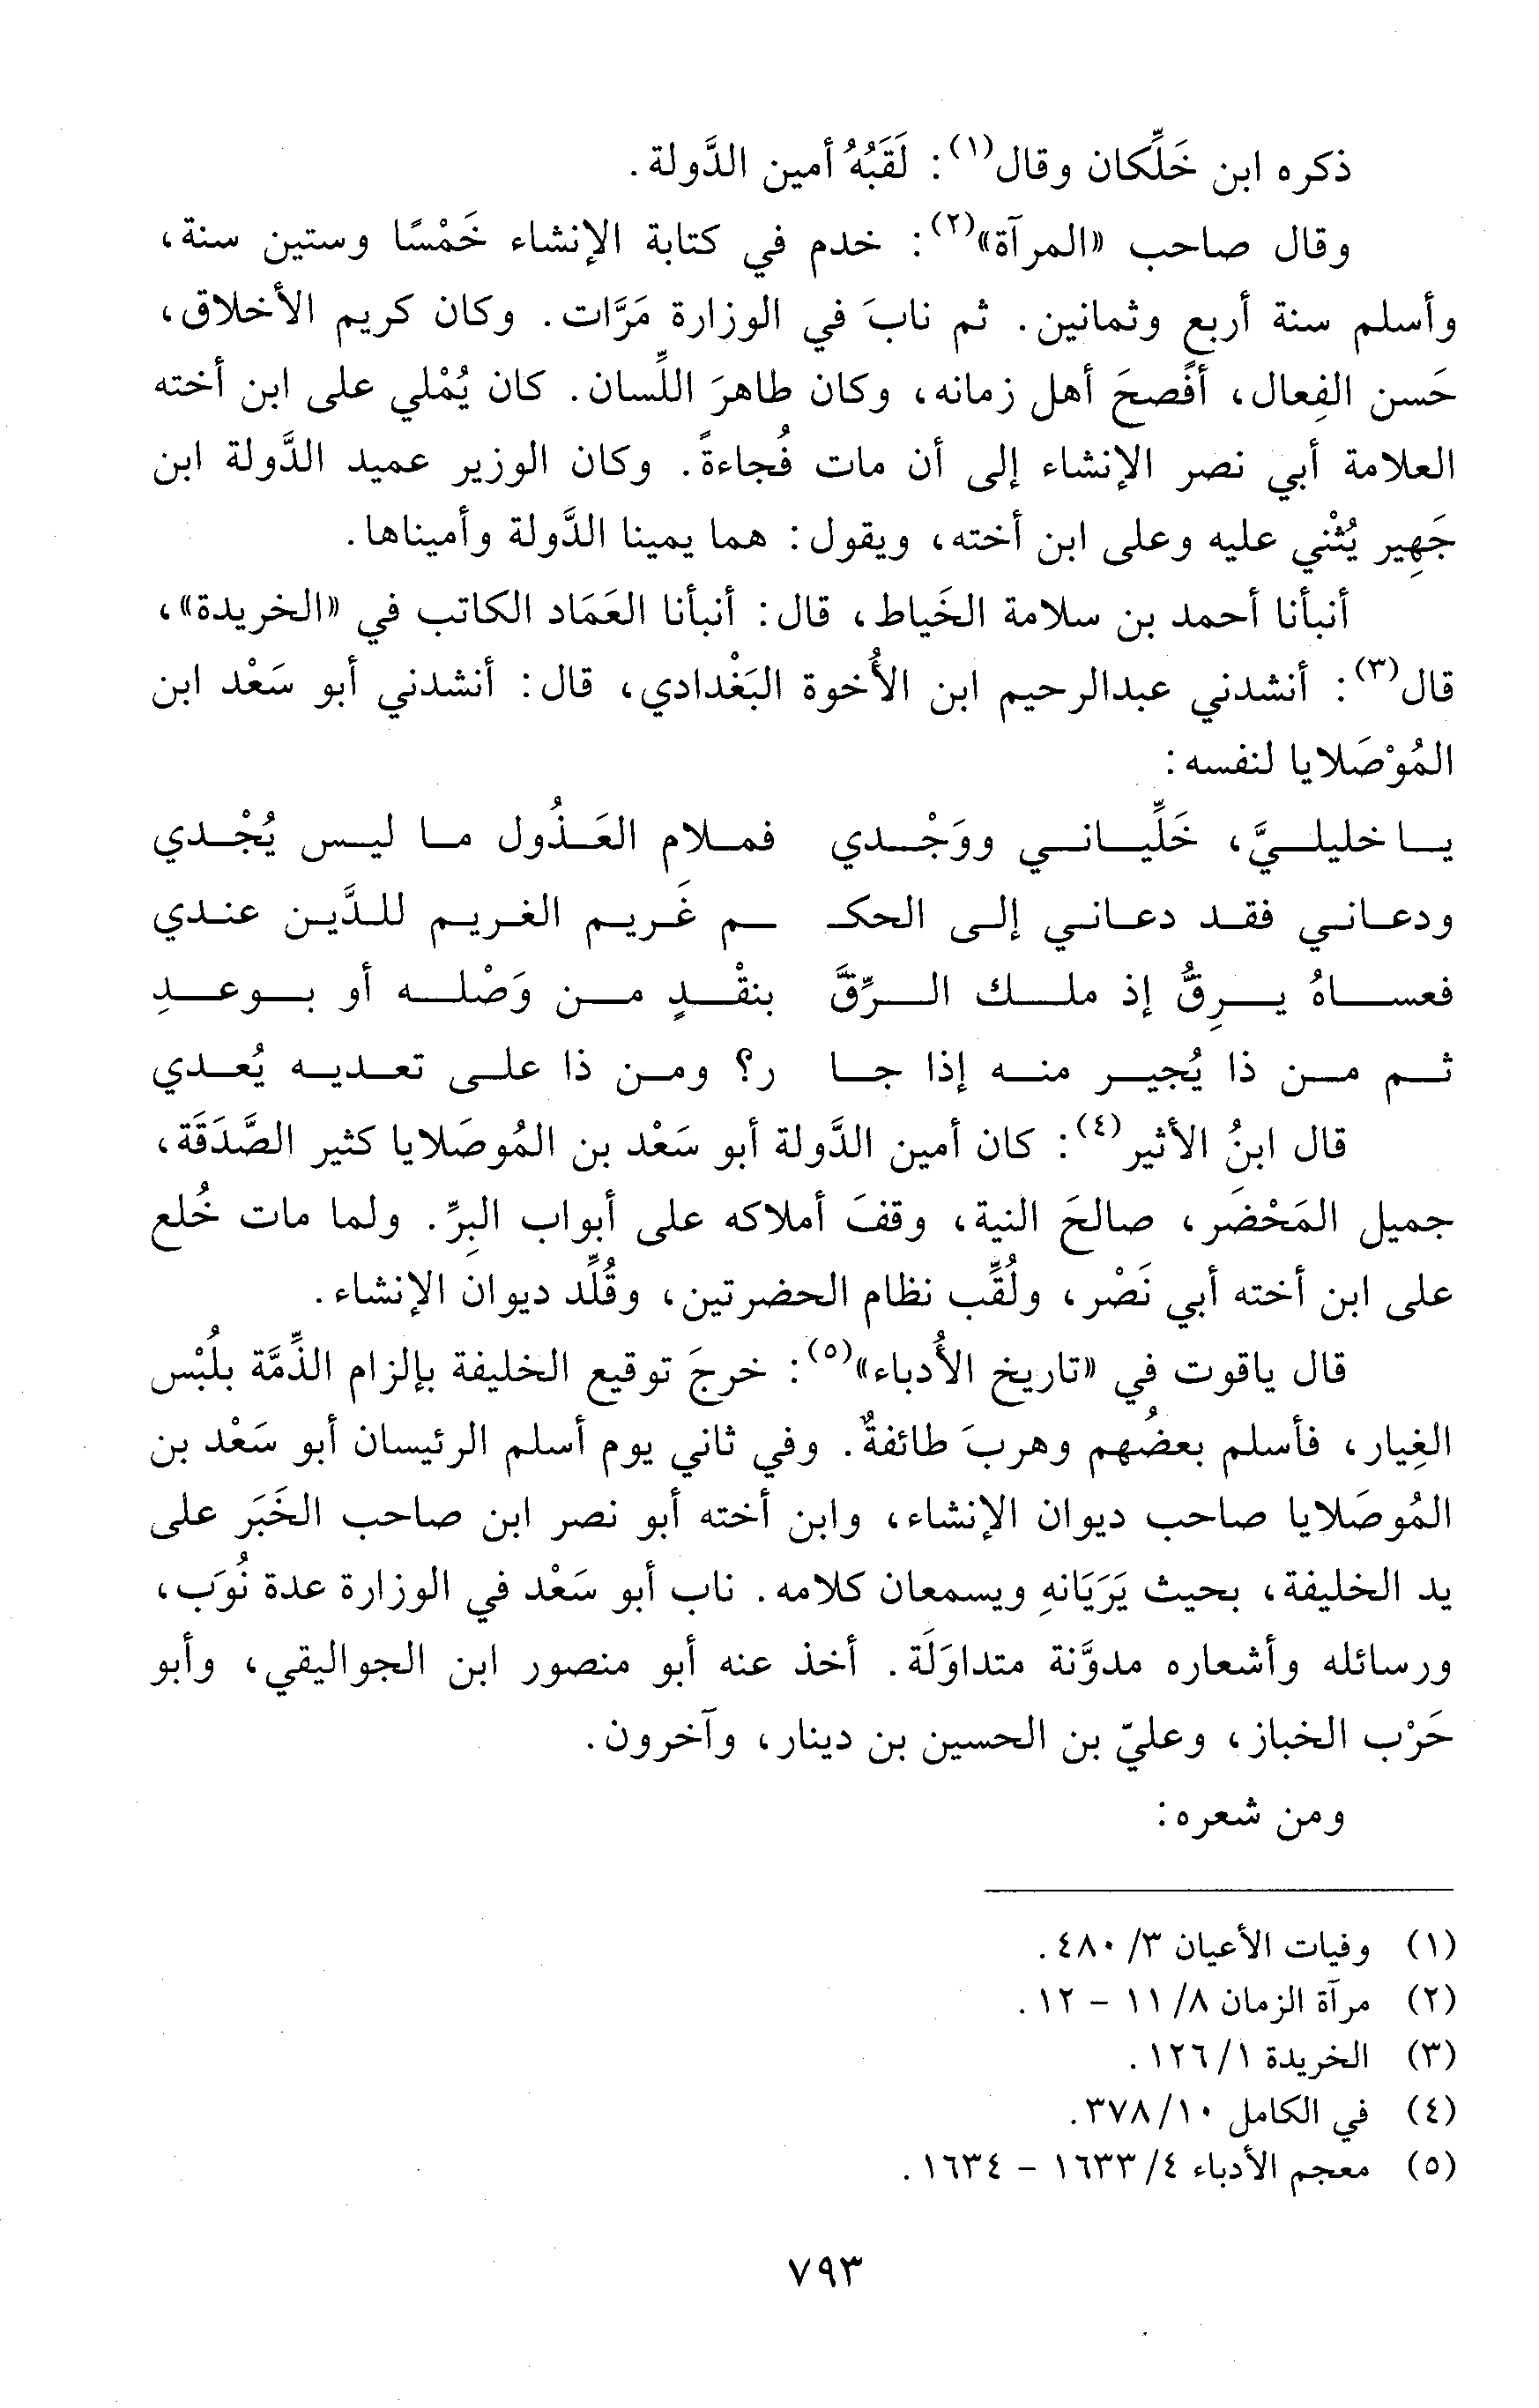 ذكره ابن خَلِّكان وقال(١): لَقَبُهُ أمين الدَّولة.
وقال صاحب «المرآة»(٢): خدم في كتابة الإنشاء خَمْسًا وستين سنة،
وأسلم سنة أربع وثمانين. ثم نابَ في الوزارة مَرَّات. وكان كريم الأخلاق،
حَسن الفِعال، أفْصحَ أهل زمانه، وكان طاهرَ اللِّسان. كان يُمْلي على ابن أخته
العلامة أبي نصر الإنشاء إلى أن مات فُجاءةً. وكان الوزير عميد الدَّولة ابن
جَهِير يُثْني عليه وعلى ابن أخته، ويقول: هما يمينا الدَّولة وأميناها.
أنبأنا أحمد بن سلامة الخَياط، قال: أنبأنا العَمَاد الكاتب في «الخريدة»،
قال(٣): أنشدني عبدالرحيم ابن الأُخوة البَغْدادي، قال: أنشدني أبو سَعْد ابن
المُوْصَلايا لنفسه:
يا خليليَّ، خَلِّياني ووَجْدي فملام العَذُول ما ليس يُجْدي
ودعاني فقد دعاني إلى الحكـ ـم غَريم الغريم للدَّين عندي
فعساهُ يرِقُّ إذ ملك الرِّقَّ بنقْدٍ من وَصْله أو بوعدِ
ثم من ذا يُجير منه إذا جا ر؟ ومن ذا على تعديه يُعدي
قال ابنُ الأثير(٤): كان أمين الدَّولة أبو سَعْد بن المُوصَلايا كثير الصَّدَقَة،
جميل المَحْضَر، صالحَ النية، وقفَ أملاكه على أبواب البِرِّ. ولما مات خُلع
على ابن أخته أبي نَصْر، ولُقِّب نظام الحضرتين، وقُلِّد ديوان الإنشاء.
قال ياقوت في «تاريخ الأُدباء»(٥): خرجَ توقيع الخليفة بإلزام الذِّمَّة بلُبْس
الغِيار، فأسلم بعضُهم وهربَ طائفةٌ. وفي ثاني يوم أسلم الرئيسان أبو سَعْد بن
المُوصَلايا صاحب ديوان الإنشاء، وابن أخته أبو نصر ابن صاحب الخَبَر على
يد الخليفة، بحيث يَرَيَانهِ ويسمعان كلامه. ناب أبو سَعْد في الوزارة عدة نُوَب،
ورسائله وأشعاره مدوَّنة متداوَلَة. أخذ عنه أبو منصور ابن الجواليقي، وأبو
حَرْب الخباز، وعليّ بن الحسين بن دينار، وآخرون.
ومن شعره:
(١) وفيات الأعيان ٣/ ٤٨٠.
(٢) مرآة الزمان ٨/ ١١ - ١٢.
(٣) الخريدة ١/ ١٢٦.
(٤) في الكامل ١٠/ ٣٧٨.
(٥) معجم الأدباء ٤/ ١٦٣٣ - ١٦٣٤.
٧٩٣